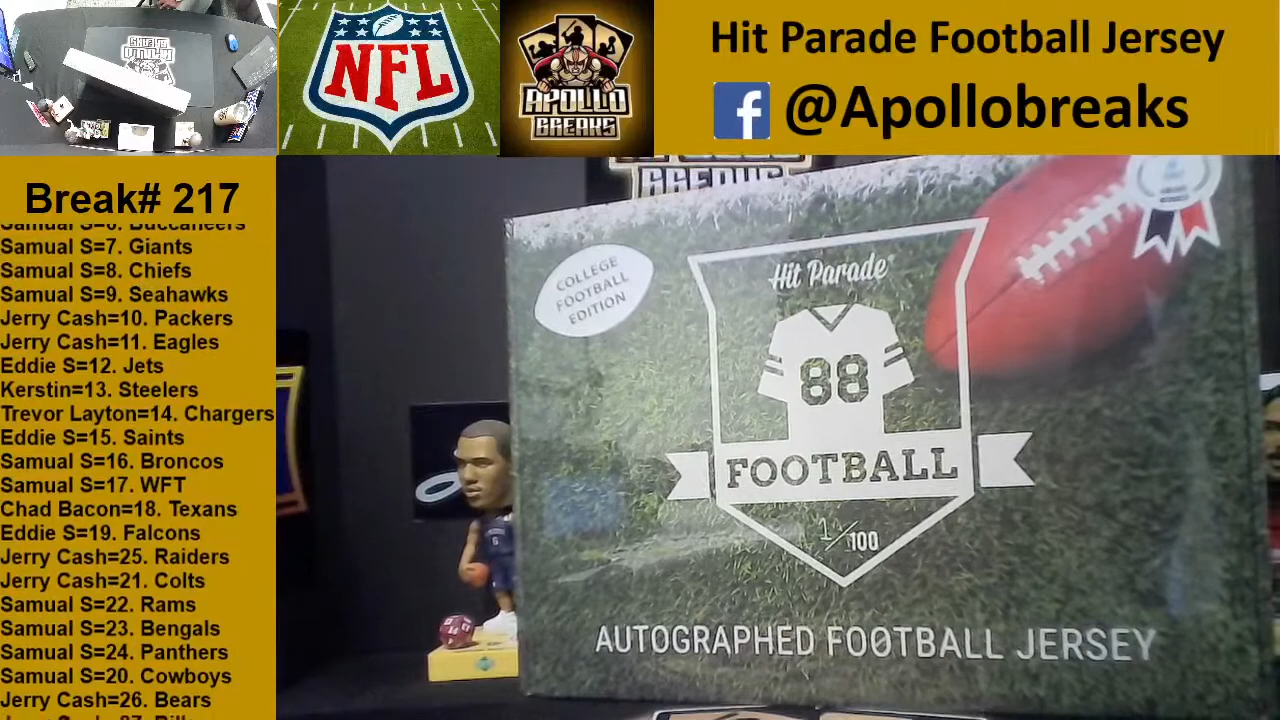 Hit Parade Football Jersey
@Apollobreaks
NFL
APOLLO
BREAKS
Break# 217
Samual S=6. Buccaneers
Samual S=7. Giants
Samual S=8. Chiefs
Samual S=9. Seahawks
Jerry Cash=10. Packers
Jerry Cash=11. Eagles
Eddie S=12. Jets
Kerstin=13. Steelers
Trevor Layton=14. Chargers
Eddie S=15. Saints
Samual S=16. Broncos
Samual S=17. WFT
Chad Bacon=18. Texans
Eddie S=19. Falcons
Jerry Cash=25. Raiders
Jerry Cash=21. Colts
Samual S=22. Rams
Samual S=23. Bengals
Samual S=24. Panthers
Samual S=20. Cowboys
Jerry Cash=26. Bears
BREAKS
COLLEGE
FOOTBALL
EDITION
Hit Parade
88
FOOTBALL
1/100
AUTOGRAPHED FOOTBALL JERSEY